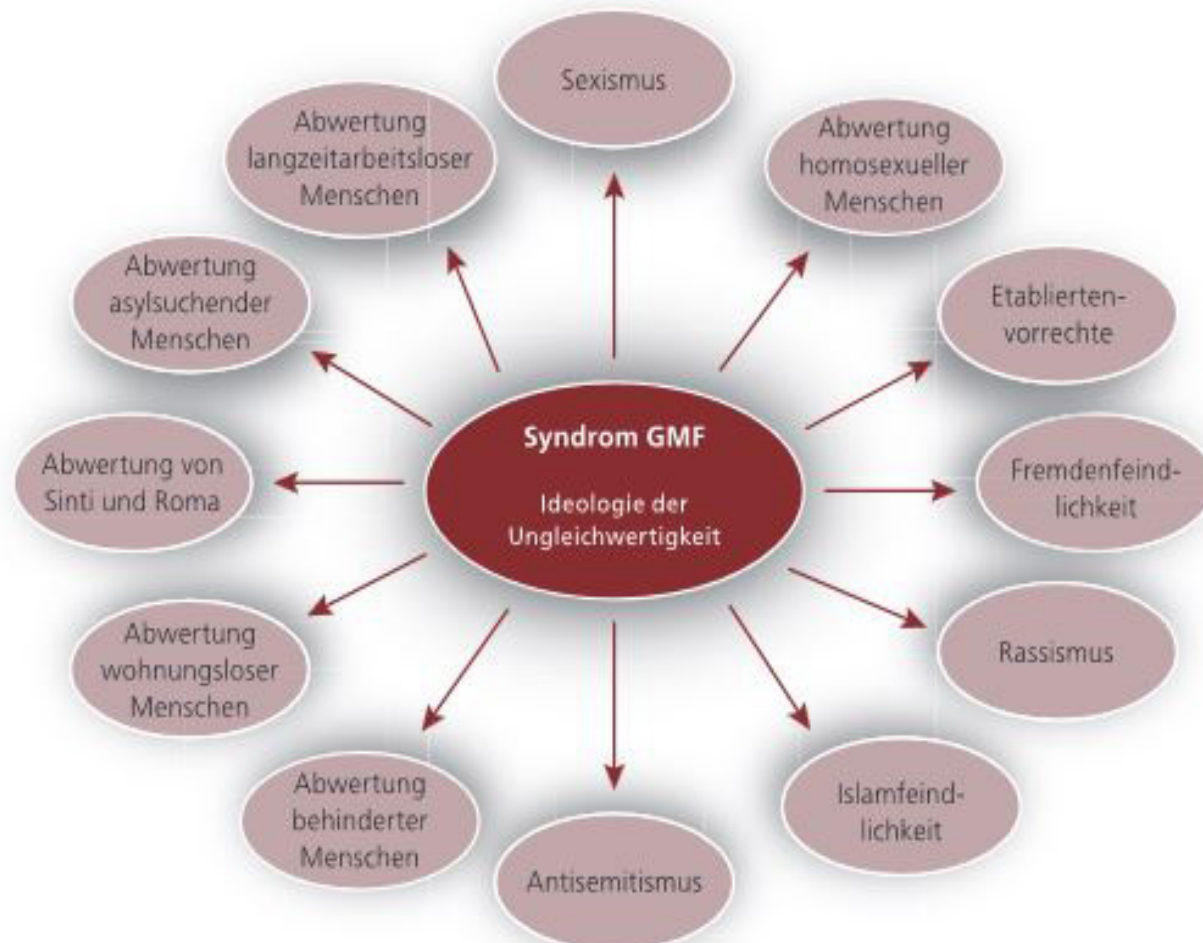 Sexismus
Abwertung
homosexueller
Menschen
Etablierten-
vorrechte
Fremdenfeind-
lichkeit
Rassismus
Islamfeind-
lichkeit
Antisemitismus
Abwertung
behinderter
Menschen
Abwertung
wohnungsloser
Menschen
Abwertung von
Sinti und Roma
Abwertung
asylsuchender
Menschen
Abwertung
langzeitarbeitsloser
Menschen
Syndrom GMF
Ideologie der
Ungleichwertigkeit